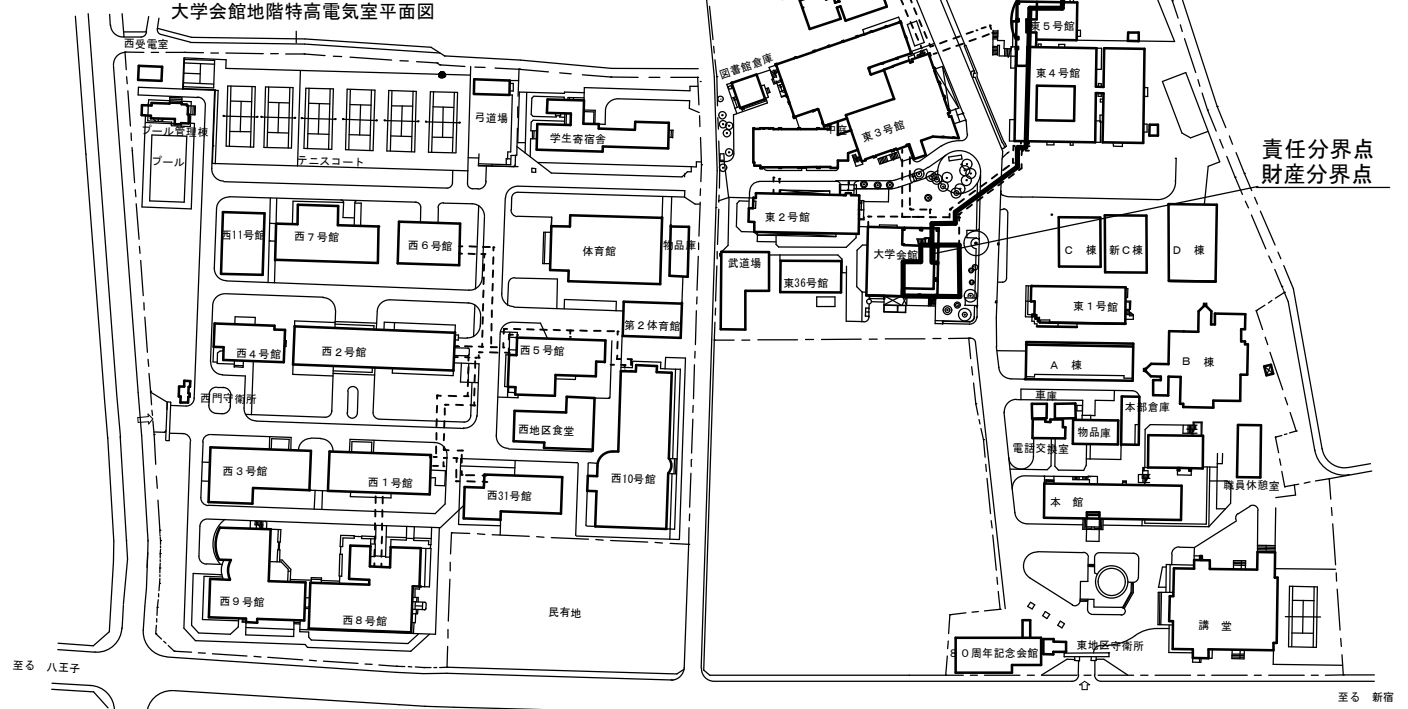 大学会館地階特高電気室平面図
西受電室
プール管理棟
プール
テニスコート
弓道場
学生寄宿舎
図書館倉庫
中庭
東3号館
東5号館
東4号館
責任分界点
財産分界点
西11号館
西7号館
西6号館
体育館
物品庫
東2号館
大学会館
武道場
東36号館
C 棟
新C棟
D 棟
東1号館
西4号館
西2号館
西5号館
第2体育館
A 棟
B 棟
西門守衛所
西地区食堂
車庫
本部倉庫
物品庫
電話交換室
西3号館
西1号館
西31号館
西10号館
本 館
職員休憩室
西9号館
西8号館
民有地
講 堂
80周年記念会館
東地区守衛所
至る 八王子
至る 新宿